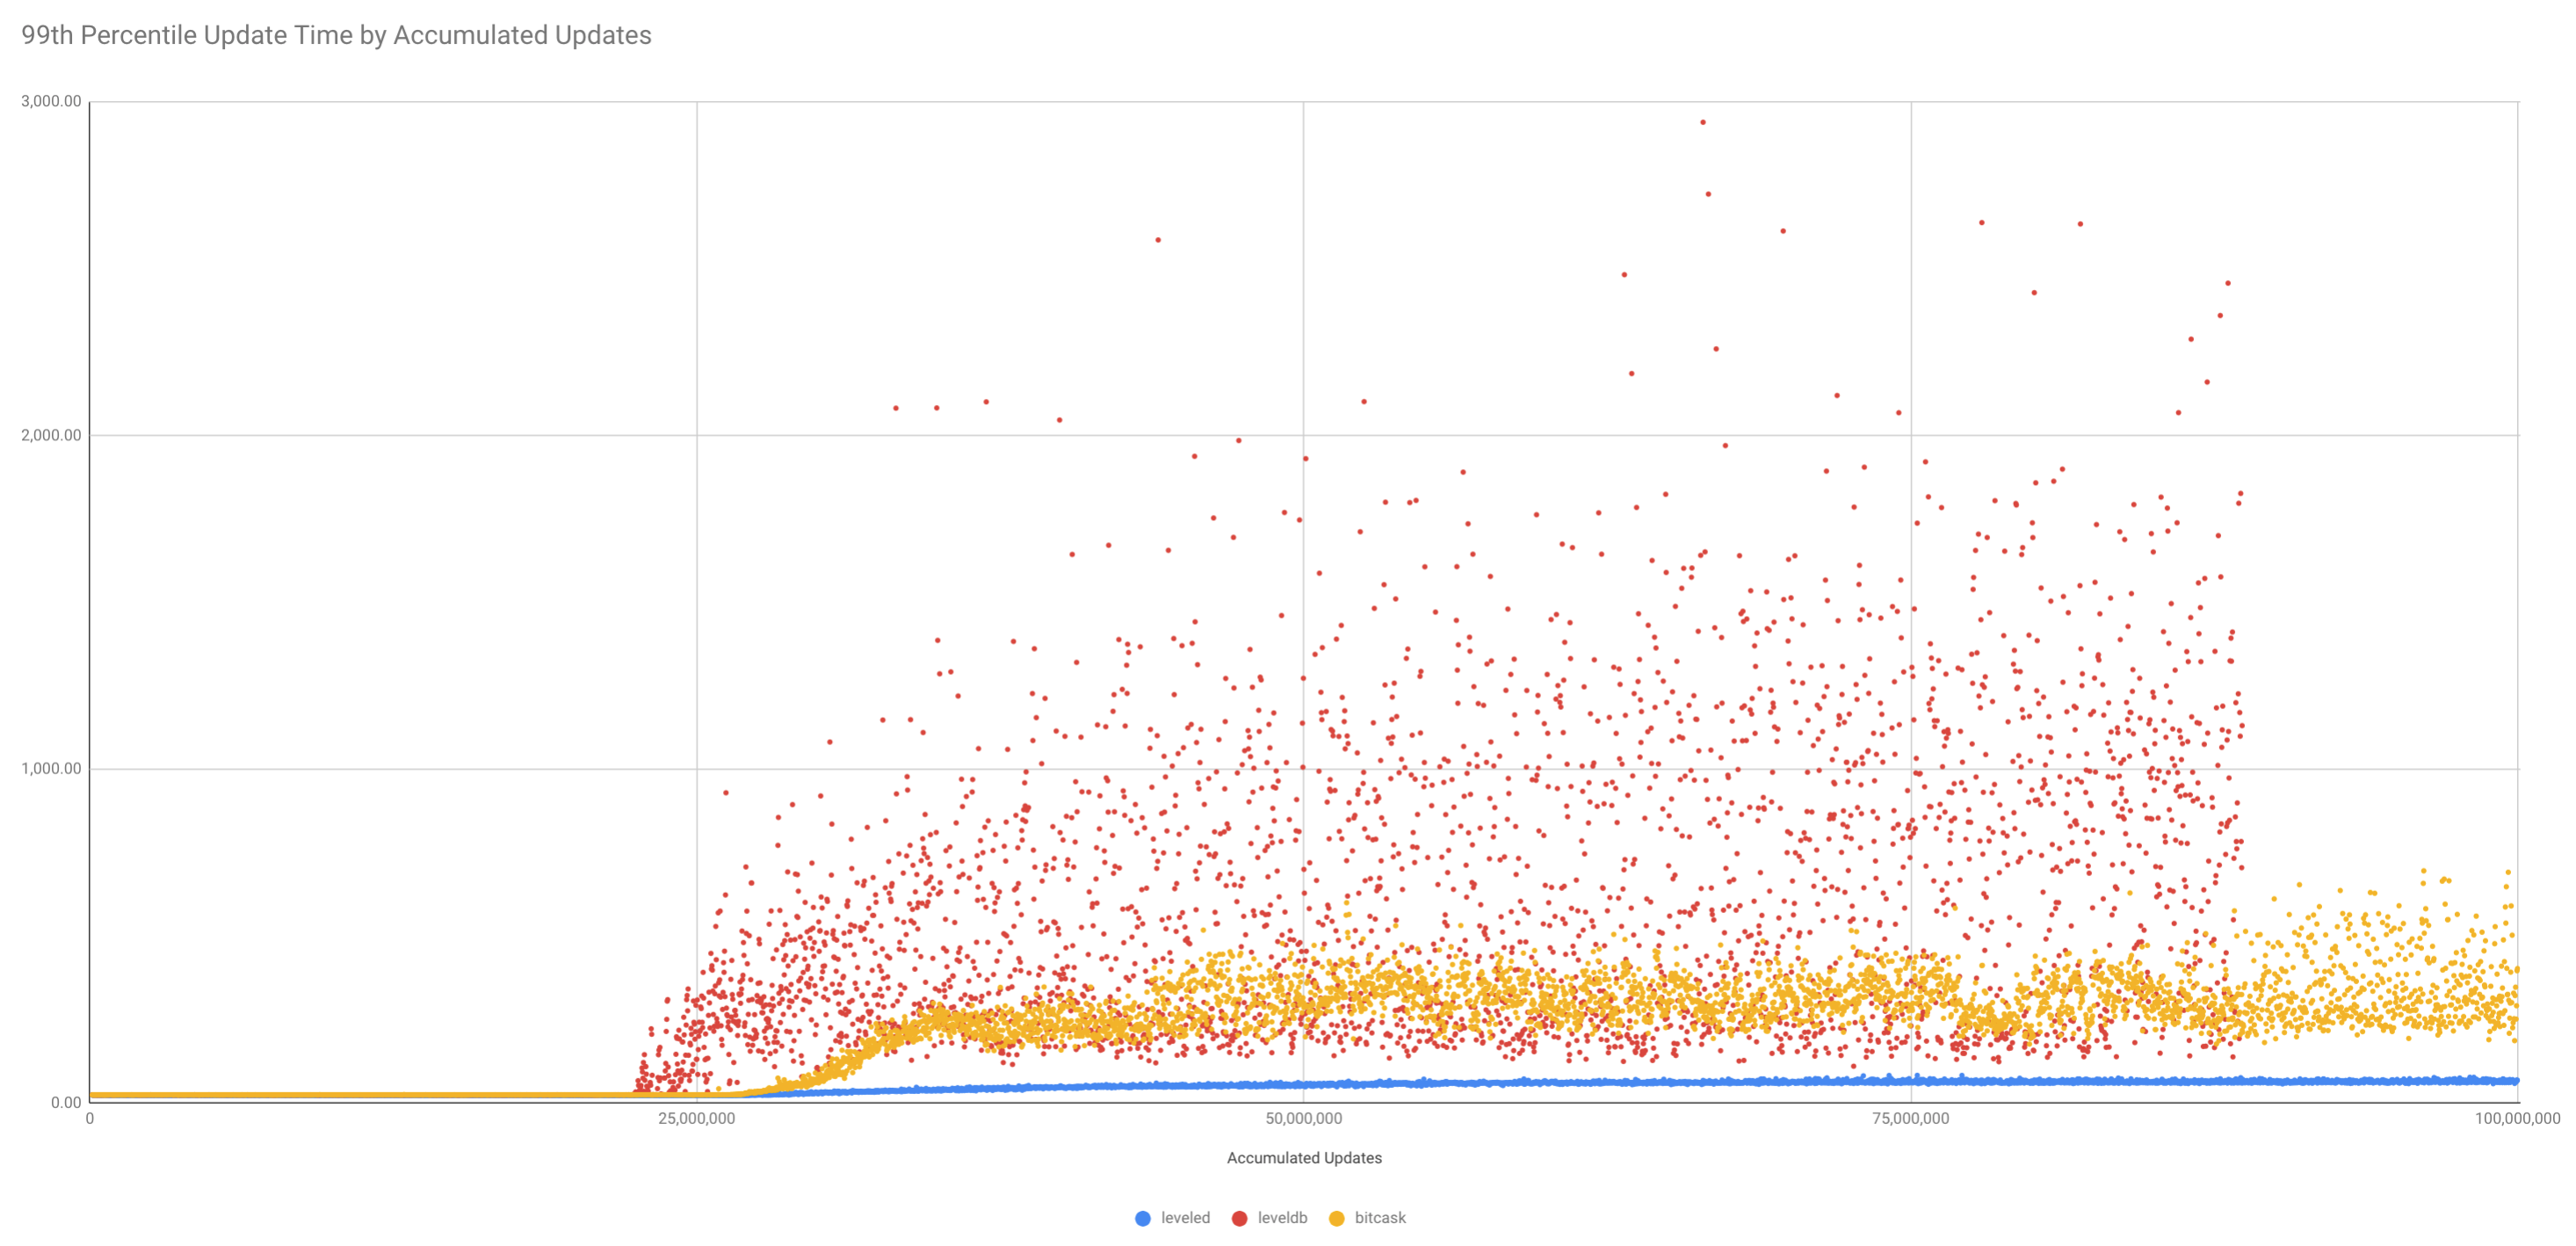 99th Percentile Update Time by Accumulated Updates
3,000.00
2,000.00
1,000.00
0.00
0 25,000,000 50,000,000 75,000,000 100,000,000
Accumulated Updates
leveled leveldb bitcask